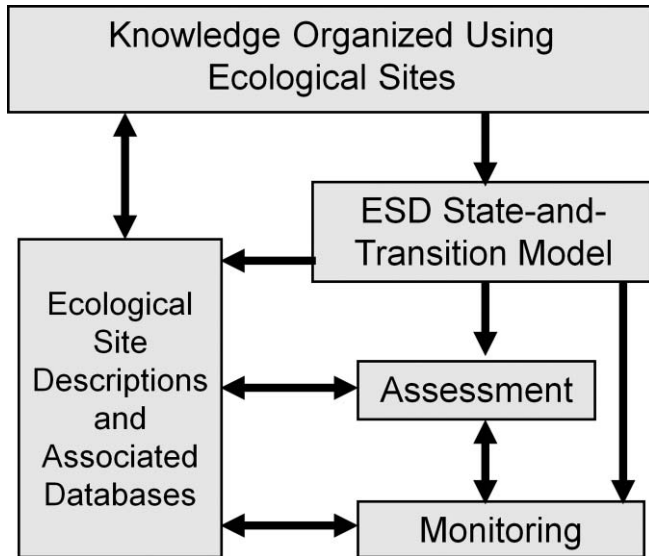 Knowledge Organized Using
Ecological Sites
ESD State-and-
Transition Model
Ecological
Site
Descriptions
and
Associated
Databases
Assessment
Monitoring